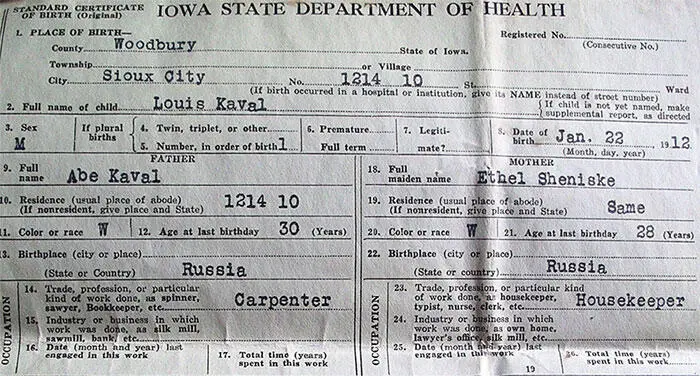 STANDARD CERTIFICATE
OF BIRTH (Original)
IOWA STATE DEPARTMENT OF HEALTH
1. PLACE OF BIRTH—
Registered No.
(Consecutive No.)
County Woodbury State of Iowa.
Township or Village
City Sioux City No. 1214 10 St. Ward
(If birth occurred in a hospital or institution, give its NAME instead of street number)
2. Full name of child Louis Kaval
{If child is not yet named, make
supplemental report, as directed
3. Sex M
If plural births {
4. Twin, triplet, or other
5. Number, in order of birth 1
6. Premature
Full term
7. Legiti-
mate?
8. Date of
birth Jan. 22 1912
(Month, day, year)
FATHER
9. Full
name Abe Kaval
10. Residence (usual place of abode) 1214 10
(If nonresident, give place and State)
11. Color or race W 12. Age at last birthday 30 (Years)
13. Birthplace (city or place)
(State or Country) Russia
OCCUPATION
14. Trade, profession, or particular
kind of work done, as spinner,
sawyer, Bookkeeper, etc. Carpenter
15. Industry or business in which
work was done, as silk mill,
sawmill, bank, etc.
16. Date (month and year) last
engaged in this work
17. Total time (years)
spent in this work
MOTHER
18. Full
maiden name Ethel Sheniske
19. Residence (usual place of abode)
(If nonresident, give place and State) Same
20. Color or race W 21. Age at last birthday 28 (Years)
22. Birthplace (city or place)
(State or country) Russia
OCCUPATION
23. Trade, profession, or particular kind
of work done, as housekeeper,
typist, nurse, clerk, etc. Housekeeper
24. Industry or business in which
work was done, as own home,
lawyer's office, silk mill, etc.
25. Date (month and year) last
engaged in this work
19
26. Total time (years)
spent in this work